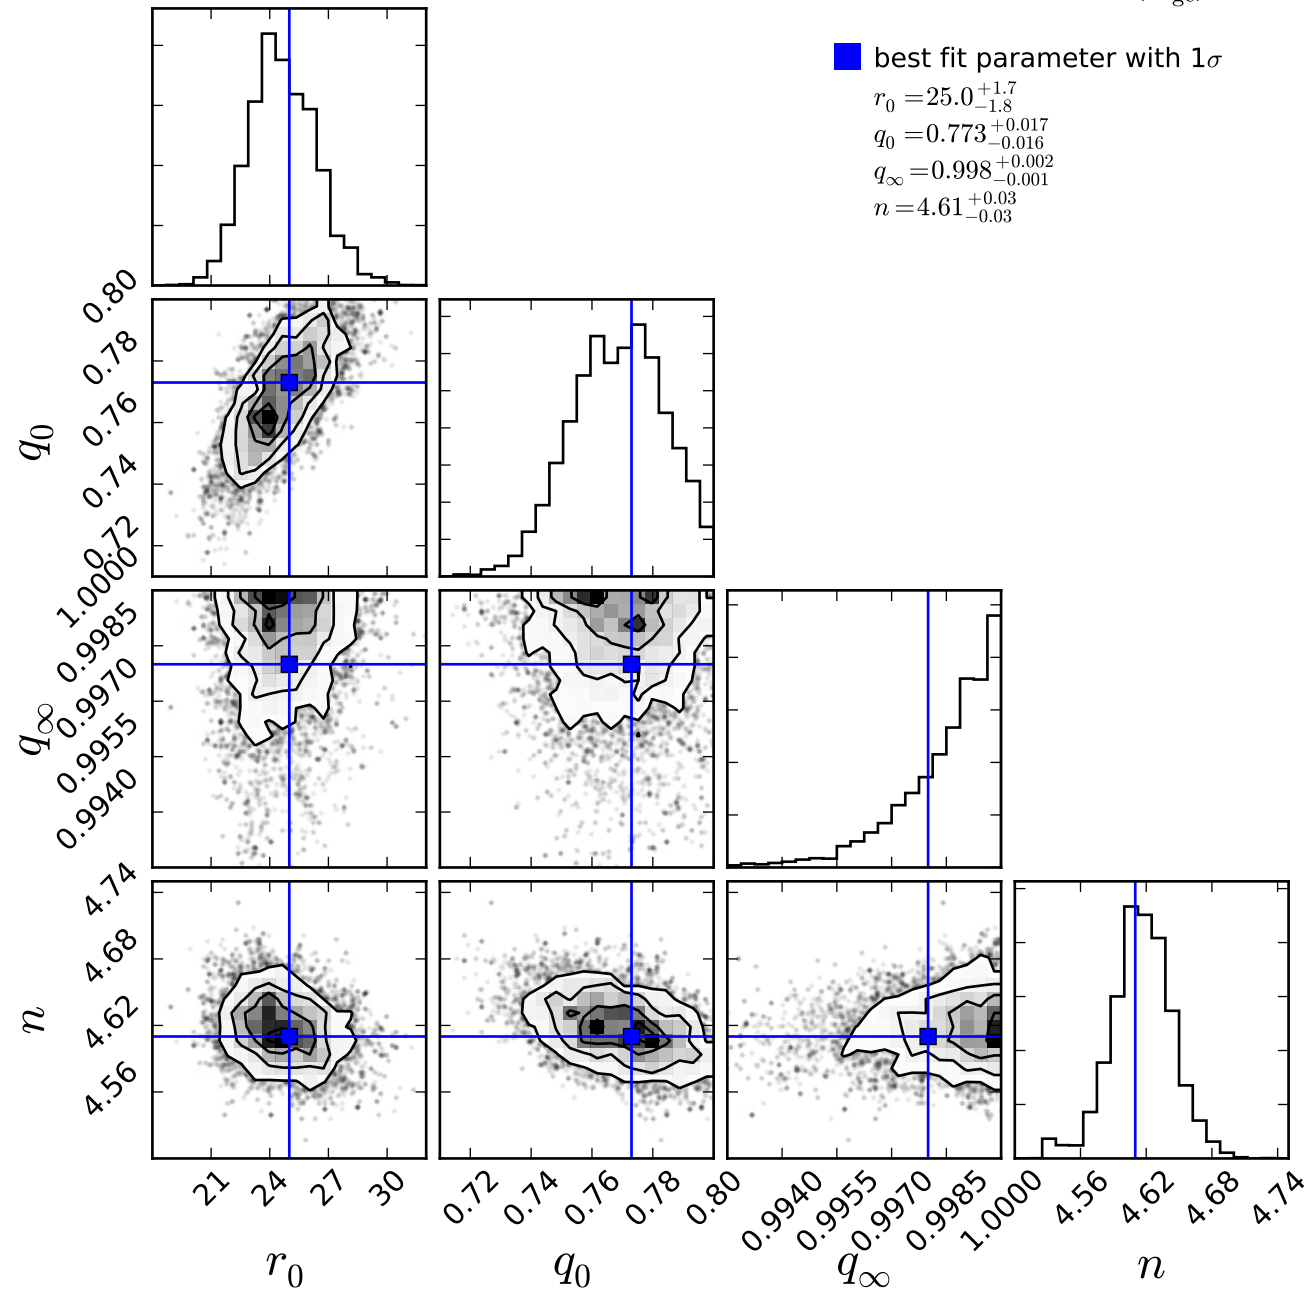 best fit parameter with 1σ
r₀ =25.0 +1.7 −1.8
q₀ =0.773 +0.017 −0.016
q∞ =0.998 +0.002 −0.001
n =4.61 +0.03 −0.03
0.80
0.78
0.76
0.74
0.72
q₀
1.0000
0.9985
0.9970
0.9955
0.9940
q∞
4.74
4.68
4.62
4.56
n
21 24 27 30
0.72 0.74 0.76 0.78 0.80
0.9940 0.9955 0.9970 0.9985 1.0000
4.56 4.62 4.68 4.74
r₀ q₀ q∞ n